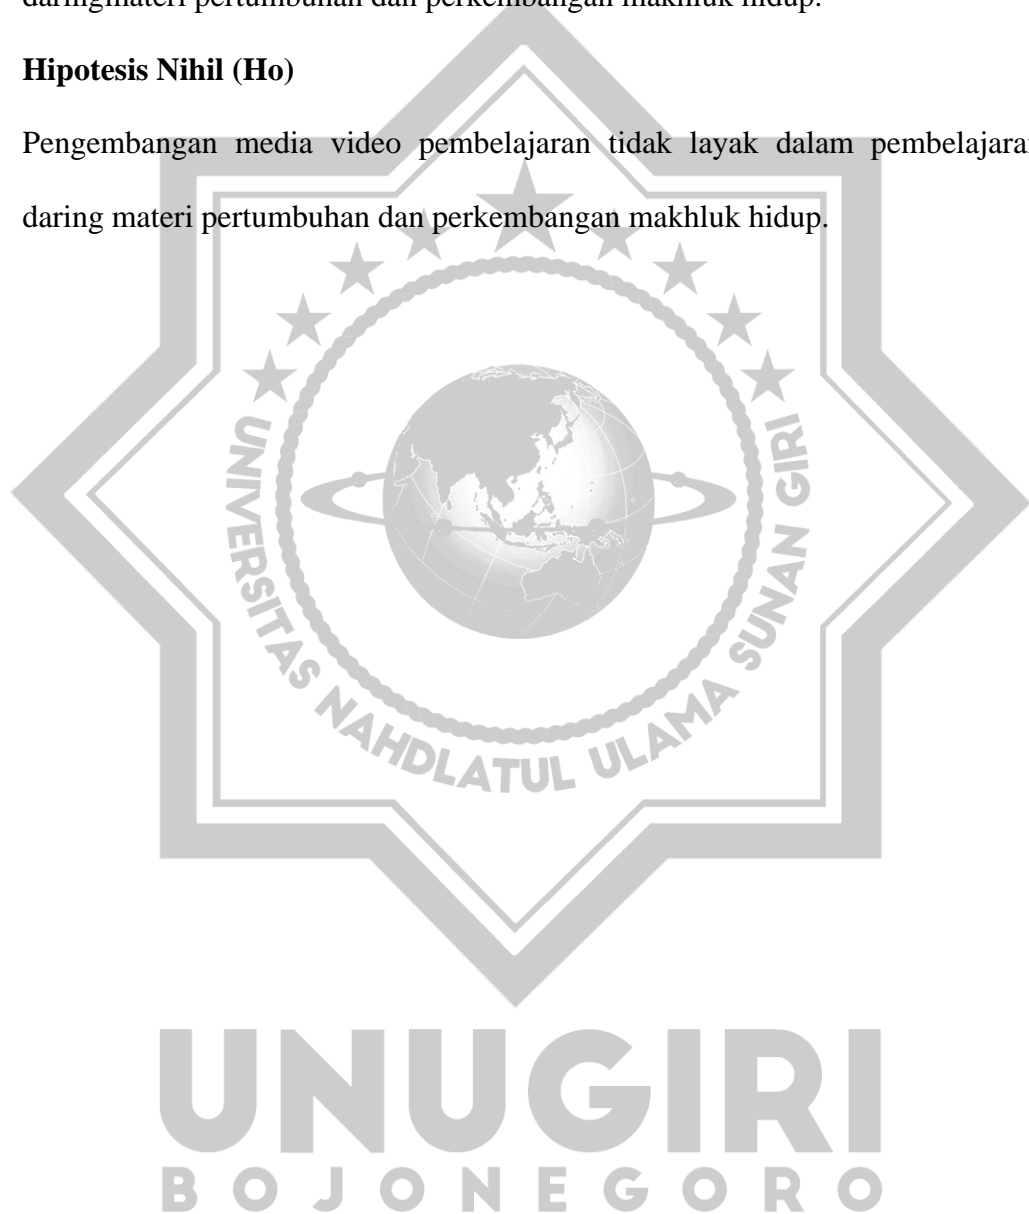 daringmateri pertumbuhan dan perkembangan makhluk hidup.
Hipotesis Nihil (Ho)
Pengembangan media video pembelajaran tidak layak dalam pembelajaran
daring materi pertumbuhan dan perkembangan makhluk hidup.
UNIVERSITAS NAHDLATUL ULAMA SUNAN GIRI
UNUGIRI
BOJONEGORO